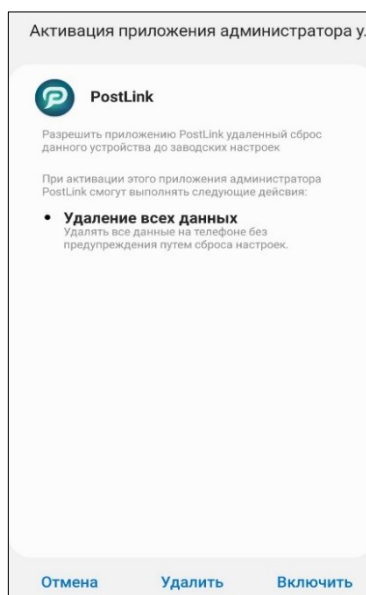 Активация приложения администратора у.
PostLink
Разрешить приложению PostLink удаленный сброс
данного устройства до заводских настроек
При активации этого приложения администратора
PostLink смогут выполнять следующие дейсвия:
• Удаление всех данных
Удалять все данные на телефоне без
предупреждения путем сброса настроек.
Отмена Удалить Включить